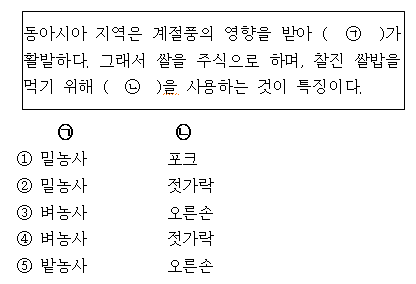 동아시아 지역은 계절풍의 영향을 받아 ( ㉠ )가
활발하다. 그래서 쌀을 주식으로 하며, 찰진 쌀밥을
먹기 위해 ( ㉡ )을 사용하는 것이 특징이다.
㉠ ㉡
① 밀농사 포크
② 밀농사 젓가락
③ 벼농사 오른손
④ 벼농사 젓가락
⑤ 밭농사 오른손